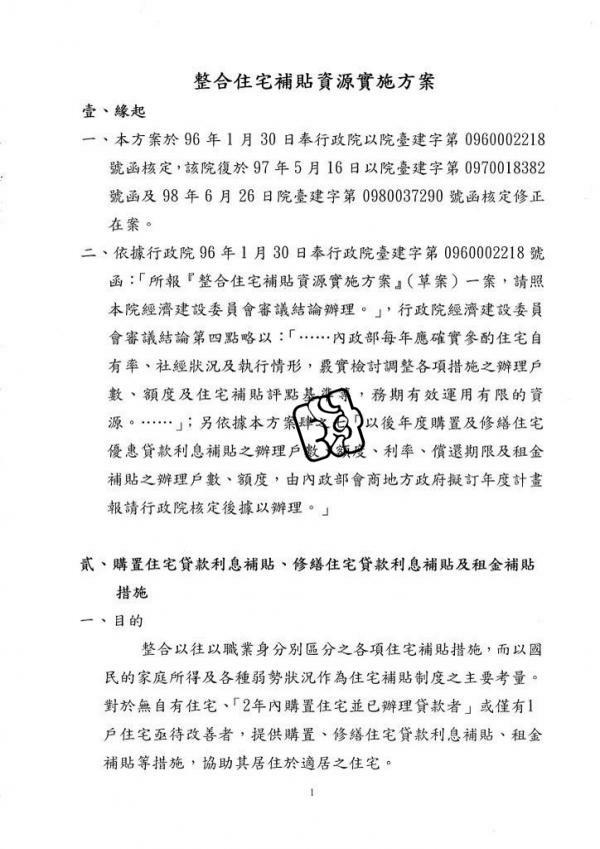 整合住宅補貼資源實施方案
壹、緣起
一、本方案於 96 年 1 月 30 日奉行政院以院臺建字第 0960002218
號函核定,該院復於 97 年 5 月 16 日以院臺建字第 0970018382
號函及 98 年 6 月 26 日院臺建字第 0980037290 號函核定修正
在案。
二、依據行政院 96 年 1 月 30 日奉行政院臺建字第 0960002218 號
函:「所報『整合住宅補貼資源實施方案』(草案)一案,請照
本院經濟建設委員會審議結論辦理。」,行政院經濟建設委員
會審議結論第四點略以:「……內政部每年應確實參酌住宅自
有率、社經狀況及執行情形,覈實檢討調整各項措施之辦理戶
數、額度及住宅補貼評點基準等,務期有效運用有限的資
源。……」;另依據本方案肆之七「以後年度購置及修繕住宅
優惠貸款利息補貼之辦理戶數、額度、利率、償還期限及租金
補貼之辦理戶數、額度,由內政部會商地方政府擬訂年度計畫
報請行政院核定後據以辦理。」
貳、購置住宅貸款利息補貼、修繕住宅貸款利息補貼及租金補貼
措施
一、目的
整合以往以職業身分別區分之各項住宅補貼措施,而以國
民的家庭所得及各種弱勢狀況作為住宅補貼制度之主要考量。
對於無自有住宅、「2年內購置住宅並已辦理貸款者」或僅有1
戶住宅亟待改善者,提供購置、修繕住宅貸款利息補貼、租金
補貼等措施,協助其居住於適居之住宅。
1